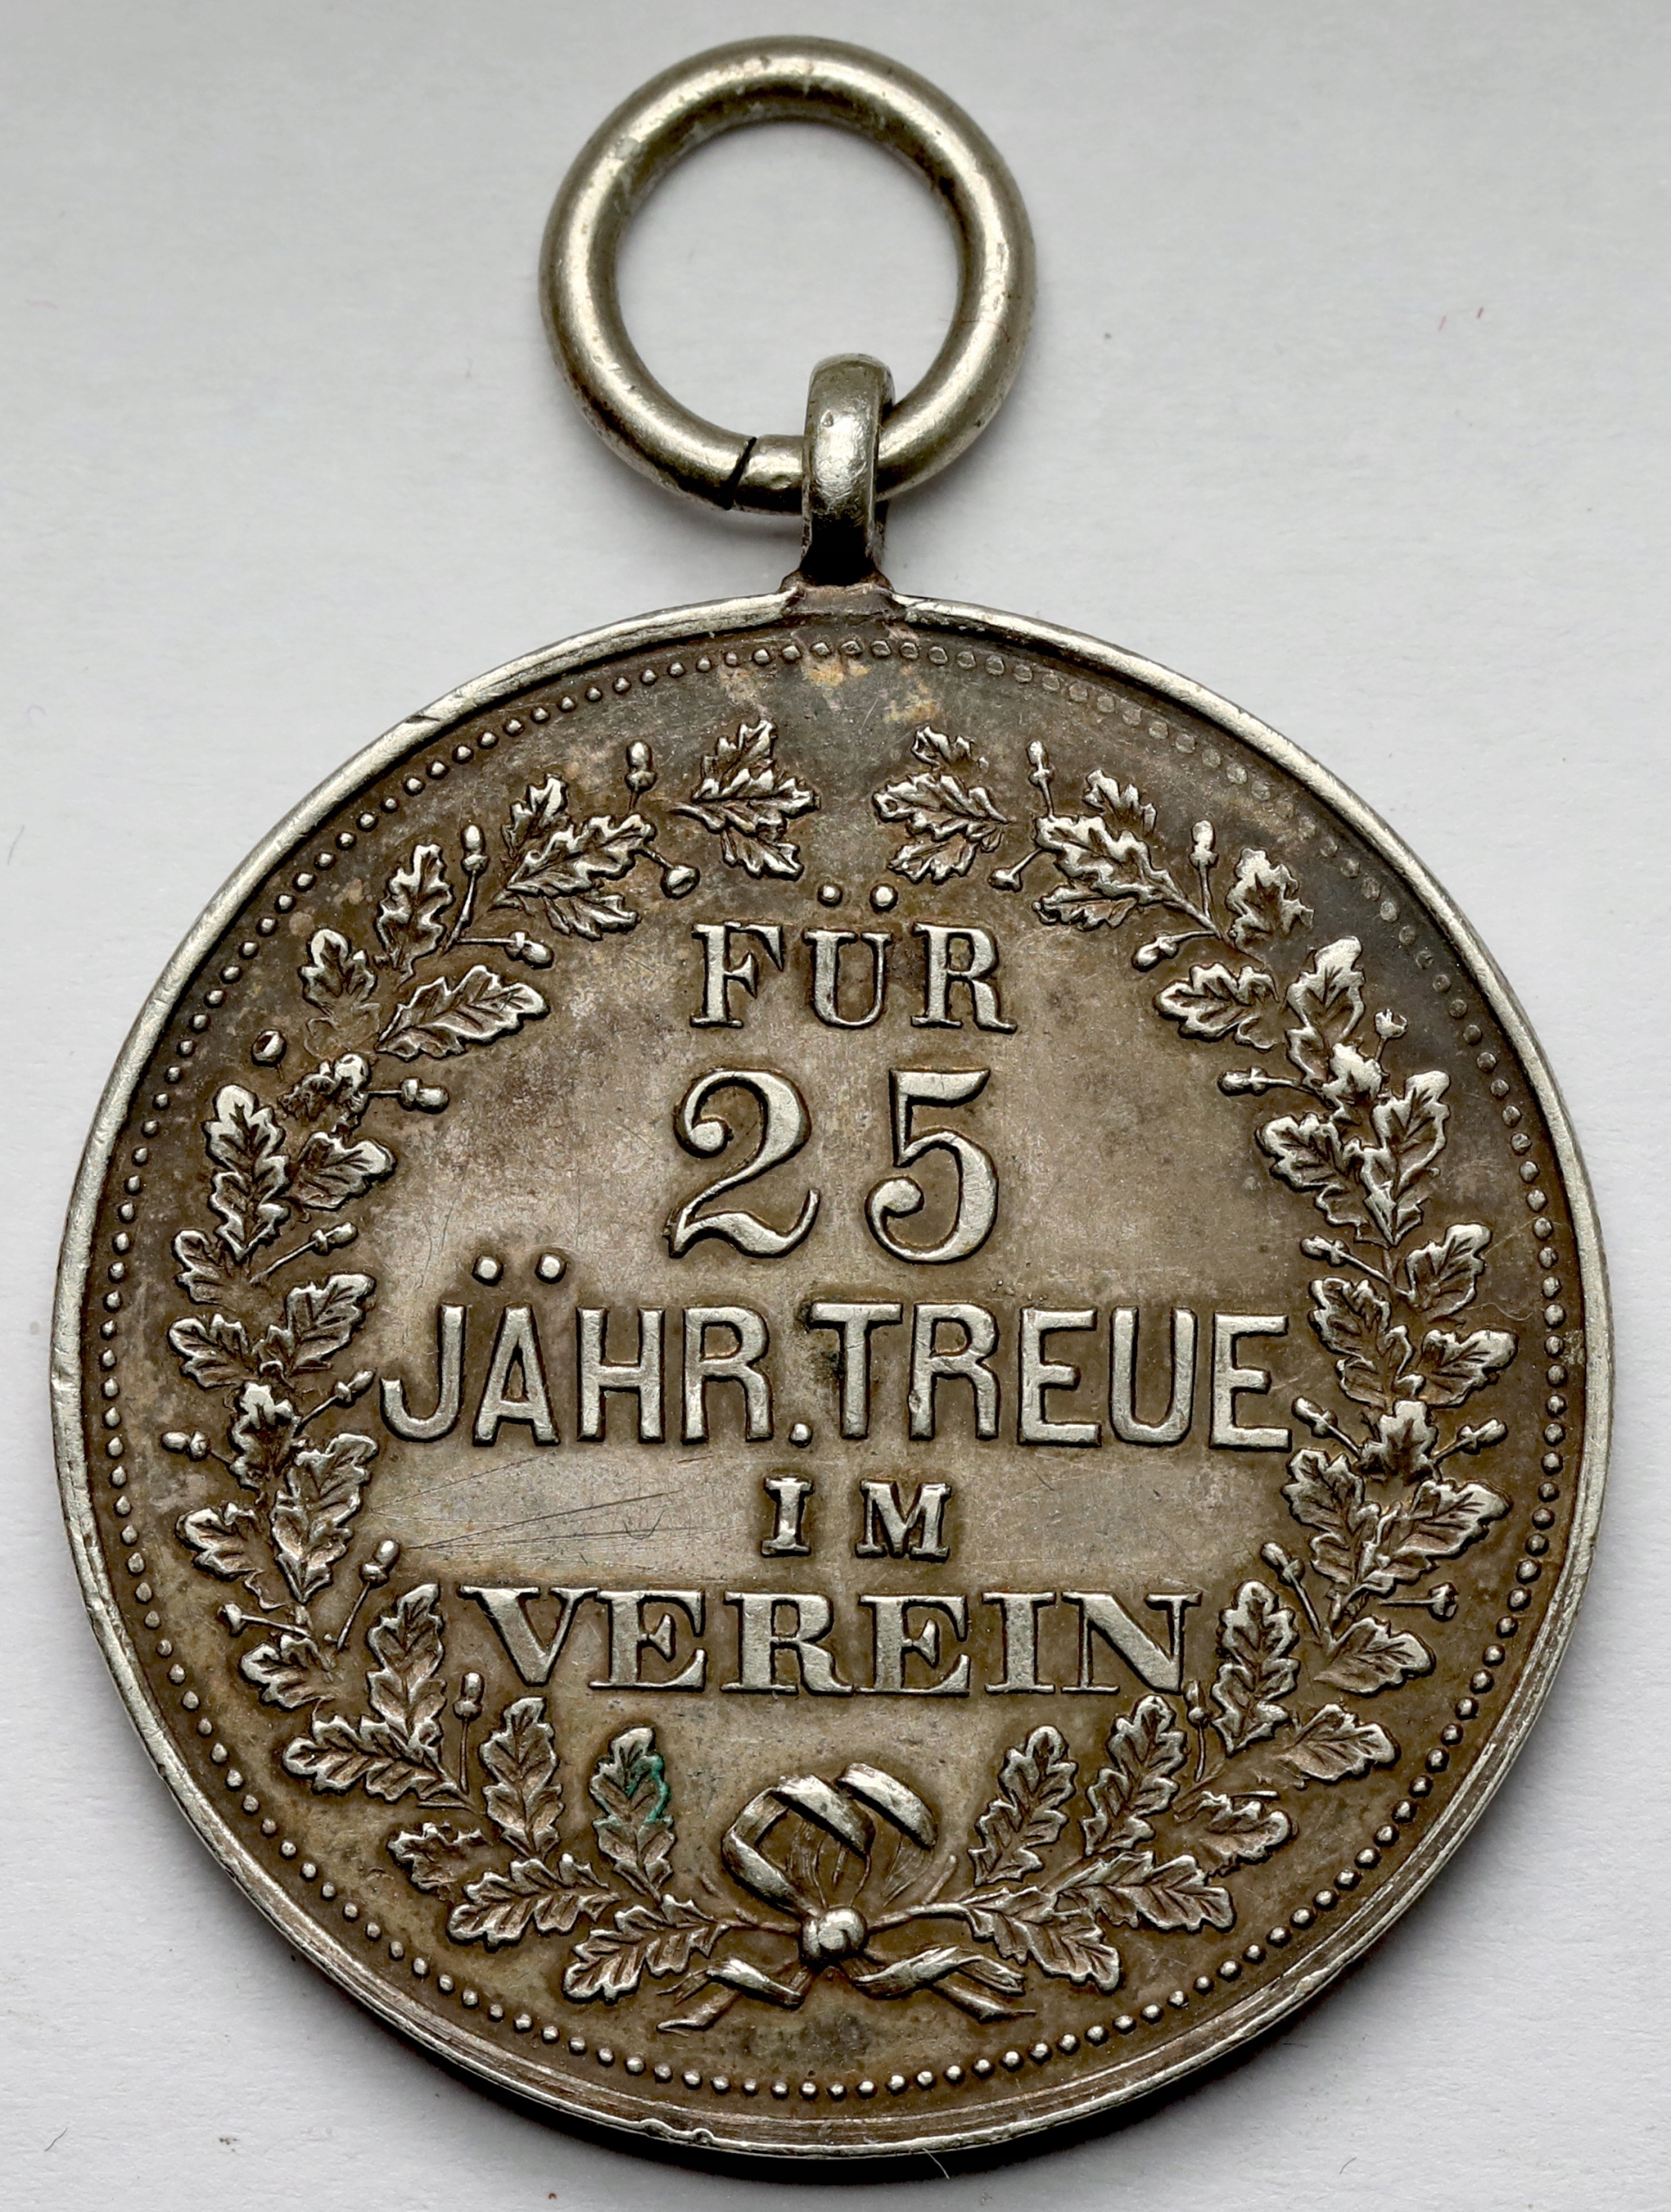 FÜR
25
JÄHR. TREUE
IM
VEREIN